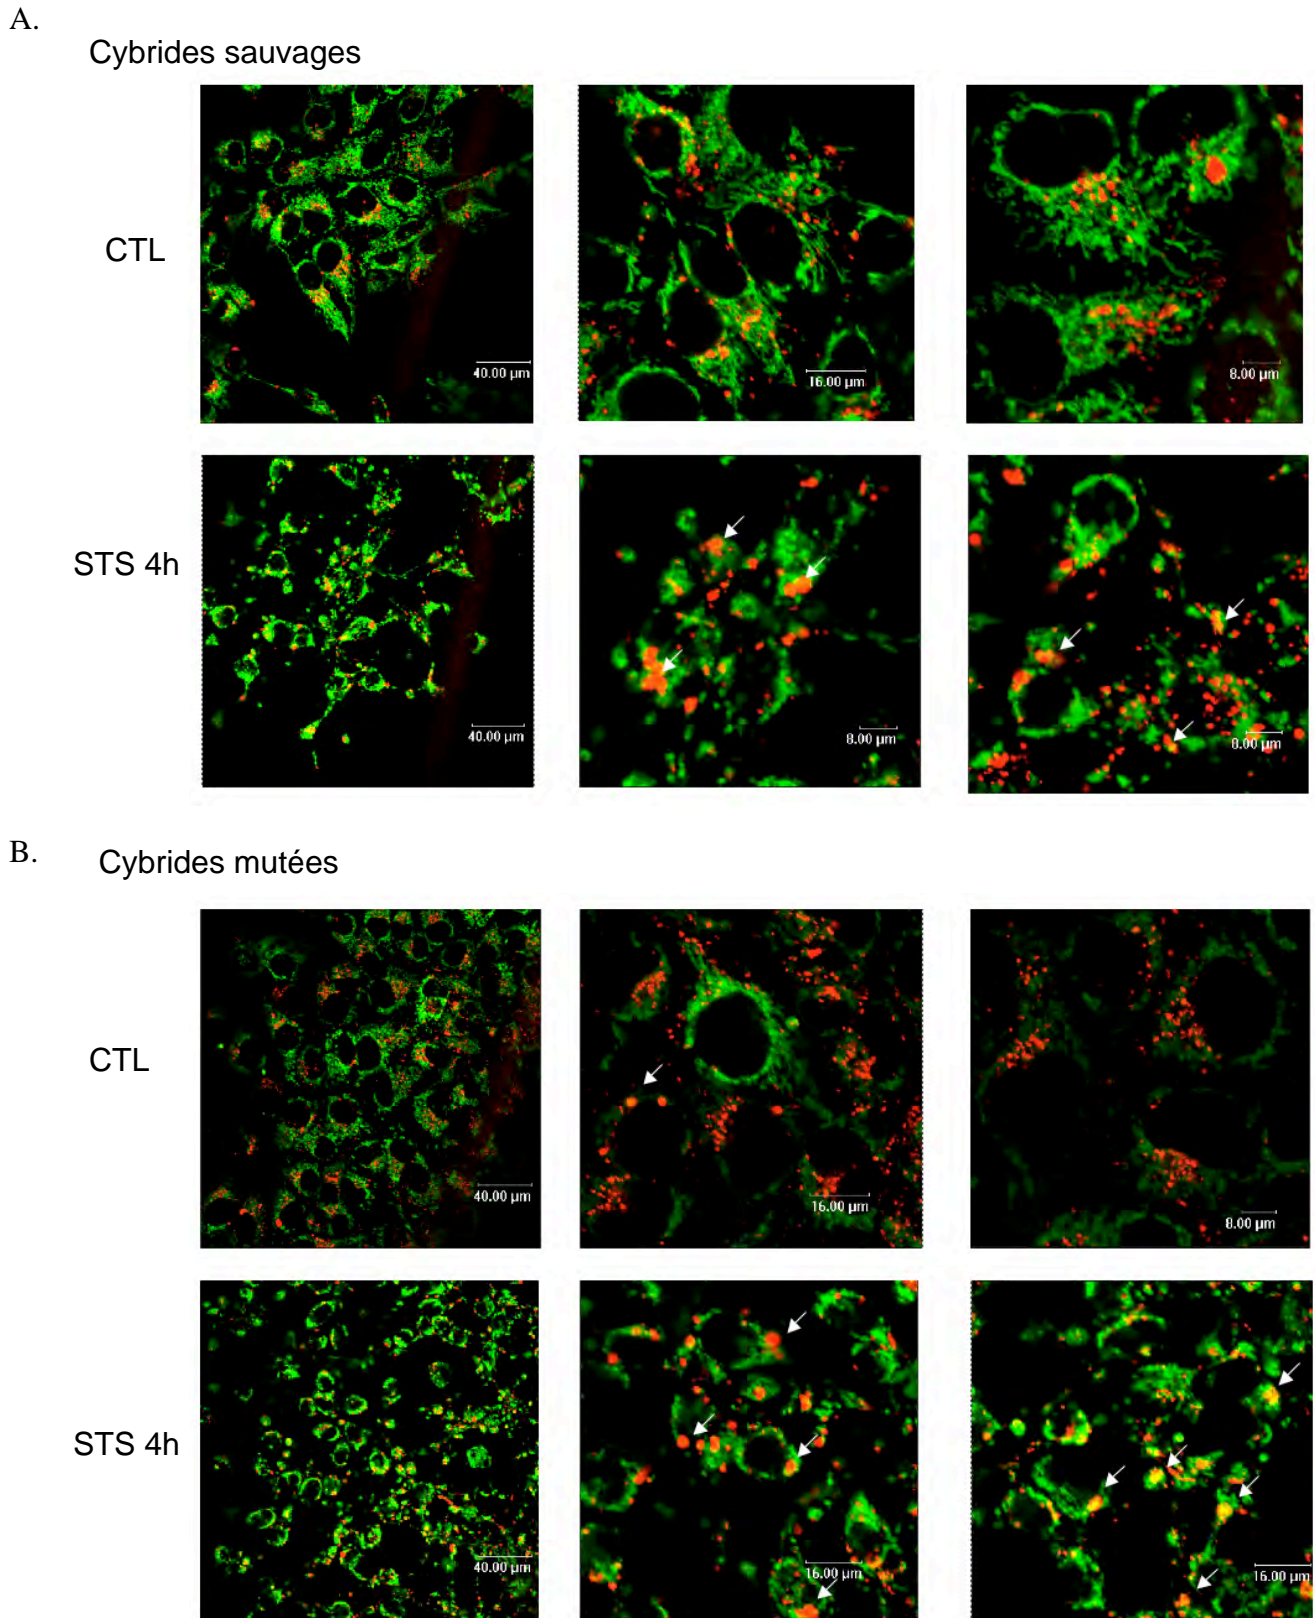 A.
Cybrides sauvages
CTL
40.00 µm
16.00 µm
8.00 µm
STS 4h
40.00 µm
8.00 µm
8.00 µm
B.
Cybrides mutées
CTL
40.00 µm
16.00 µm
8.00 µm
STS 4h
40.00 µm
16.00 µm
16.00 µm